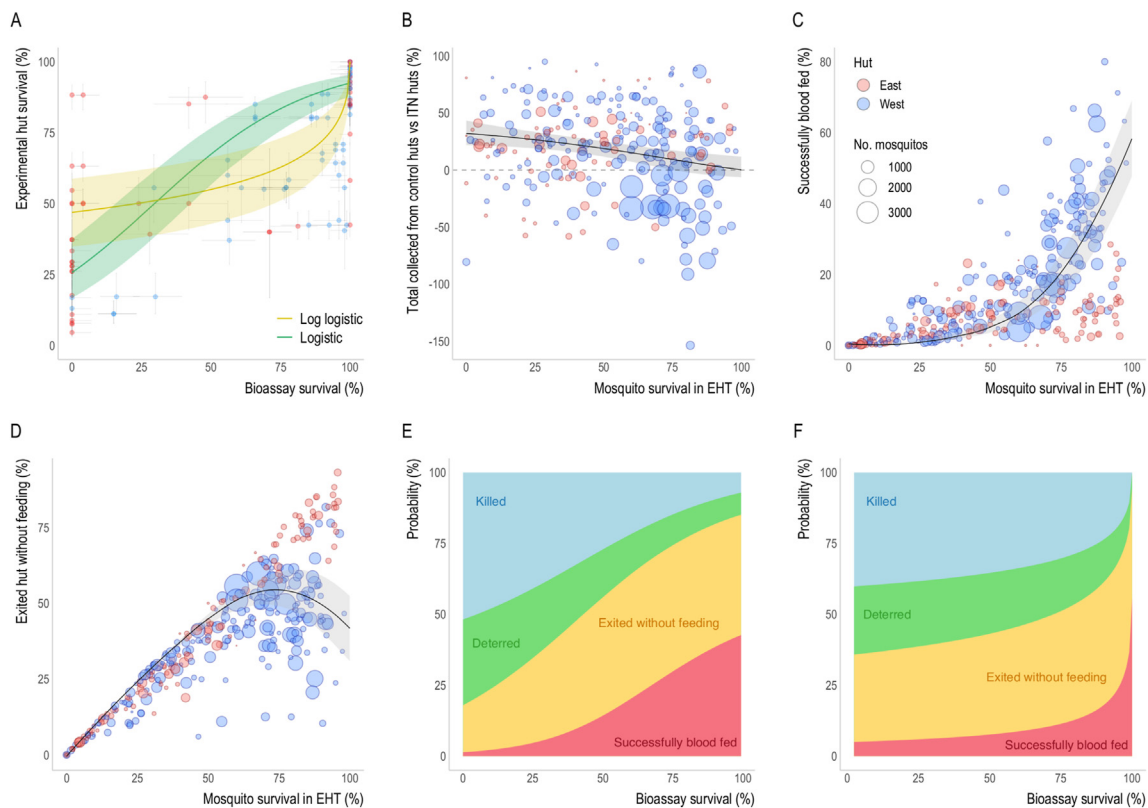 A
Experimental hut survival (%)
100
75
50
25
0
Log logistic
Logistic
0
25
50
75
100
Bioassay survival (%)
B
Total collected from control huts vs ITN huts
100
50
0
-50
-100
-150
0
25
50
75
100
Mosquito survival in EHT (%)
C
Successfully blood fed (%)
80
60
40
20
0
Hut
East
West
No. mosquitos
1000
2000
3000
0
25
50
75
100
Mosquito survival in EHT (%)
D
Exited hut without feeding (%)
75
50
25
0
0
25
50
75
100
Mosquito survival in EHT (%)
E
Probability (%)
100
75
50
25
0
Killed
Deterred
Exited without feeding
Successfully blood fed
0
25
50
75
100
Bioassay survival (%)
F
Probability (%)
100
75
50
25
0
Killed
Deterred
Exited without feeding
Successfully blood fed
0
25
50
75
100
Bioassay survival (%)